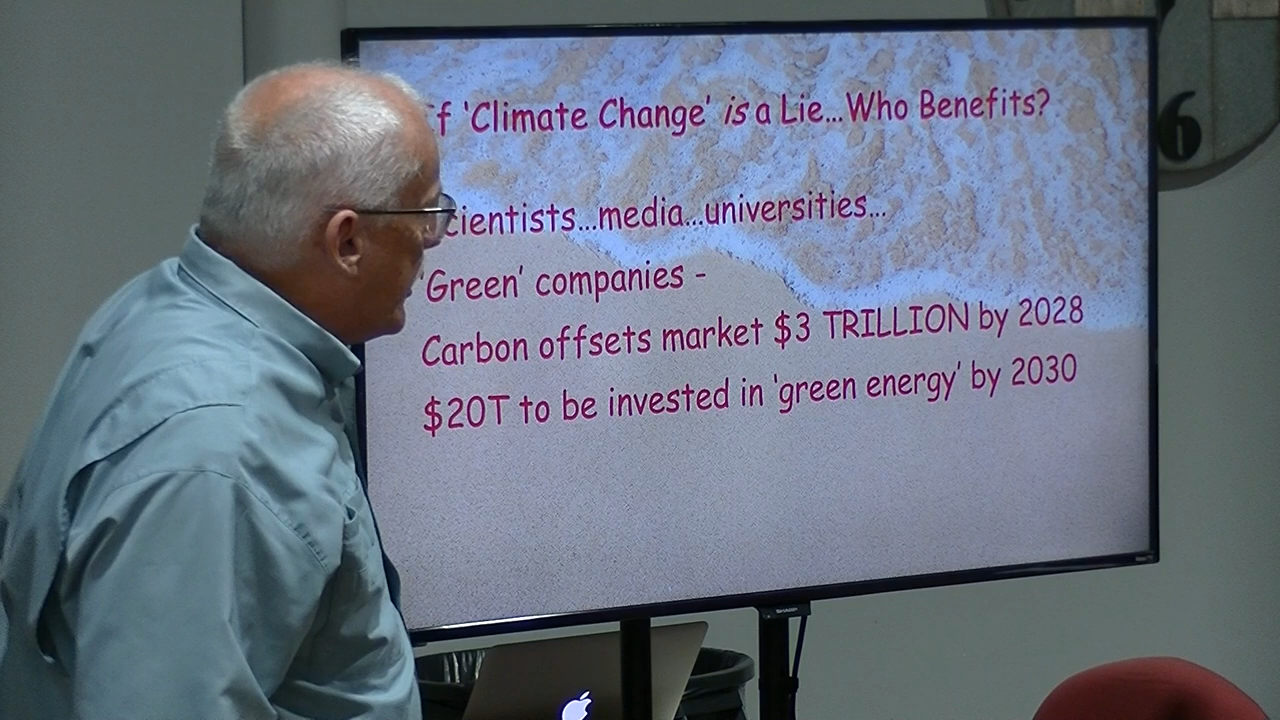 f 'Climate Change' is a Lie...Who Benefits?
cientists...media...universities...
'Green' companies -
Carbon offsets market $3 TRILLION by 2028
$20T to be invested in 'green energy' by 2030
6